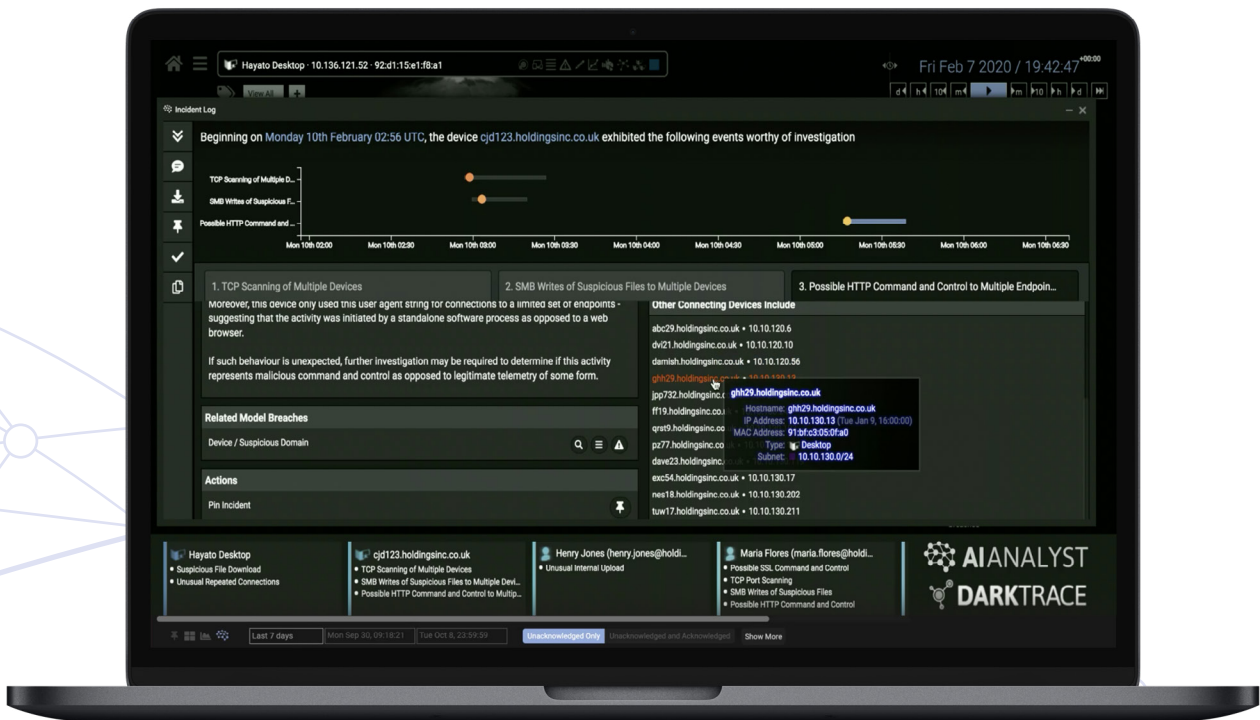 Hayato Desktop · 10.136.121.52 · 92:d1:15:e1:f8:a1
Fri Feb 7 2020 / 19:42:47 +00:00
View All +
d h 10 m m 10 h d
Incident Log
Beginning on Monday 10th February 02:56 UTC, the device cjd123.holdingsinc.co.uk exhibited the following events worthy of investigation
TCP Scanning of Multiple D...
SMB Writes of Suspicious F...
Possible HTTP Command and ...
Mon 10th 02:00 Mon 10th 02:30 Mon 10th 03:00 Mon 10th 03:30 Mon 10th 04:00 Mon 10th 04:30 Mon 10th 05:00 Mon 10th 05:30 Mon 10th 06:00 Mon 10th 06:30
1. TCP Scanning of Multiple Devices
2. SMB Writes of Suspicious Files to Multiple Devices
3. Possible HTTP Command and Control to Multiple Endpoin...
Moreover, this device only used this user agent string for connections to a limited set of endpoints -
suggesting that the activity was initiated by a standalone software process as opposed to a web
browser.
If such behaviour is unexpected, further investigation may be required to determine if this activity
represents malicious command and control as opposed to legitimate telemetry of some form.
Related Model Breaches
Device / Suspicious Domain
Actions
Pin Incident
Other Connecting Devices Include
abc29.holdingsinc.co.uk • 10.10.120.6
dvi21.holdingsinc.co.uk • 10.10.120.10
damish.holdingsinc.co.uk • 10.10.120.56
ghh29.holdingsinc.co.uk • 10.10.130.13
jpp732.holdingsinc.c
ff19.holdingsinc.co.u
qrst9.holdingsinc.co
pz77.holdingsinc.co
dave23.holdingsinc.
exc54.holdingsinc.co.uk • 10.10.130.17
nes18.holdingsinc.co.uk • 10.10.130.202
tuw17.holdingsinc.co.uk • 10.10.130.211
ghh29.holdingsinc.co.uk
Hostname: ghh29.holdingsinc.co.uk
IP Address: 10.10.130.13 (Tue Jan 9, 16:00:00)
MAC Address: 91:bf:c3:05:0f:a0
Type: Desktop
Subnet: 10.10.130.0/24
Hayato Desktop
• Suspicious File Download
• Unusual Repeated Connections
cjd123.holdingsinc.co.uk
• TCP Scanning of Multiple Devices
• SMB Writes of Suspicious Files to Multiple Devi...
• Possible HTTP Command and Control to Multip...
Henry Jones (henry.jones@holdi...
• Unusual Internal Upload
Maria Flores (maria.flores@holdi...
• Possible SSL Command and Control
• TCP Port Scanning
• SMB Writes of Suspicious Files
• Possible HTTP Command and Control
AI ANALYST
DARKTRACE
Last 7 days
Mon Sep 30, 09:18:21
Tue Oct 8, 23:59:59
Unacknowledged Only
Unacknowledged and Acknowledged
Show More